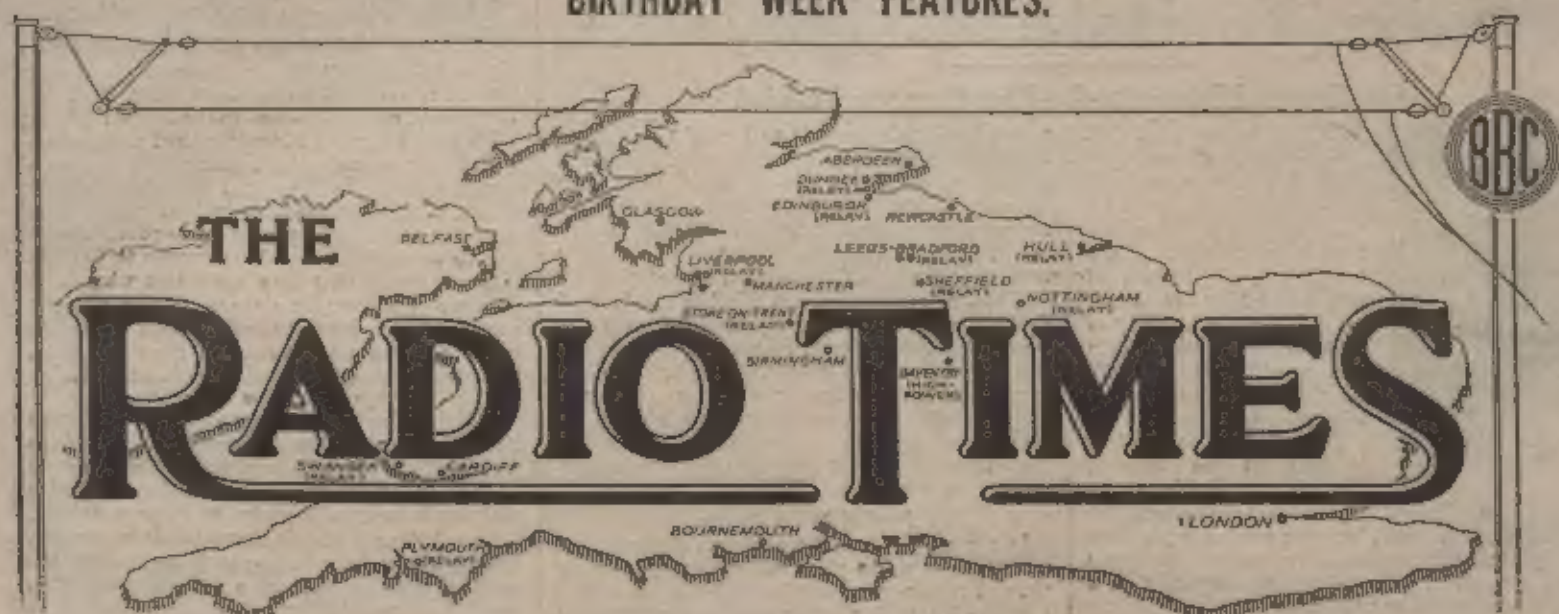 BIRTHDAY WEEK FEATURES.
BBC
THE
RADIO TIMES
ABERDEEN
DUNDEE
(RELAY)
EDINBURGH
(RELAY)
NEWCASTLE
GLASGOW
BELFAST
LEEDS-BRADFORD
(RELAY)
HULL
(RELAY)
LIVERPOOL
(RELAY)
MANCHESTER
SHEFFIELD
(RELAY)
NOTTINGHAM
(RELAY)
STOKE-ON-TRENT
(RELAY)
BIRMINGHAM
DAVENTRY
(HIGH-
POWER)
SWANSEA
(RELAY)
CARDIFF
LONDON
BOURNEMOUTH
PLYMOUTH
(RELAY)